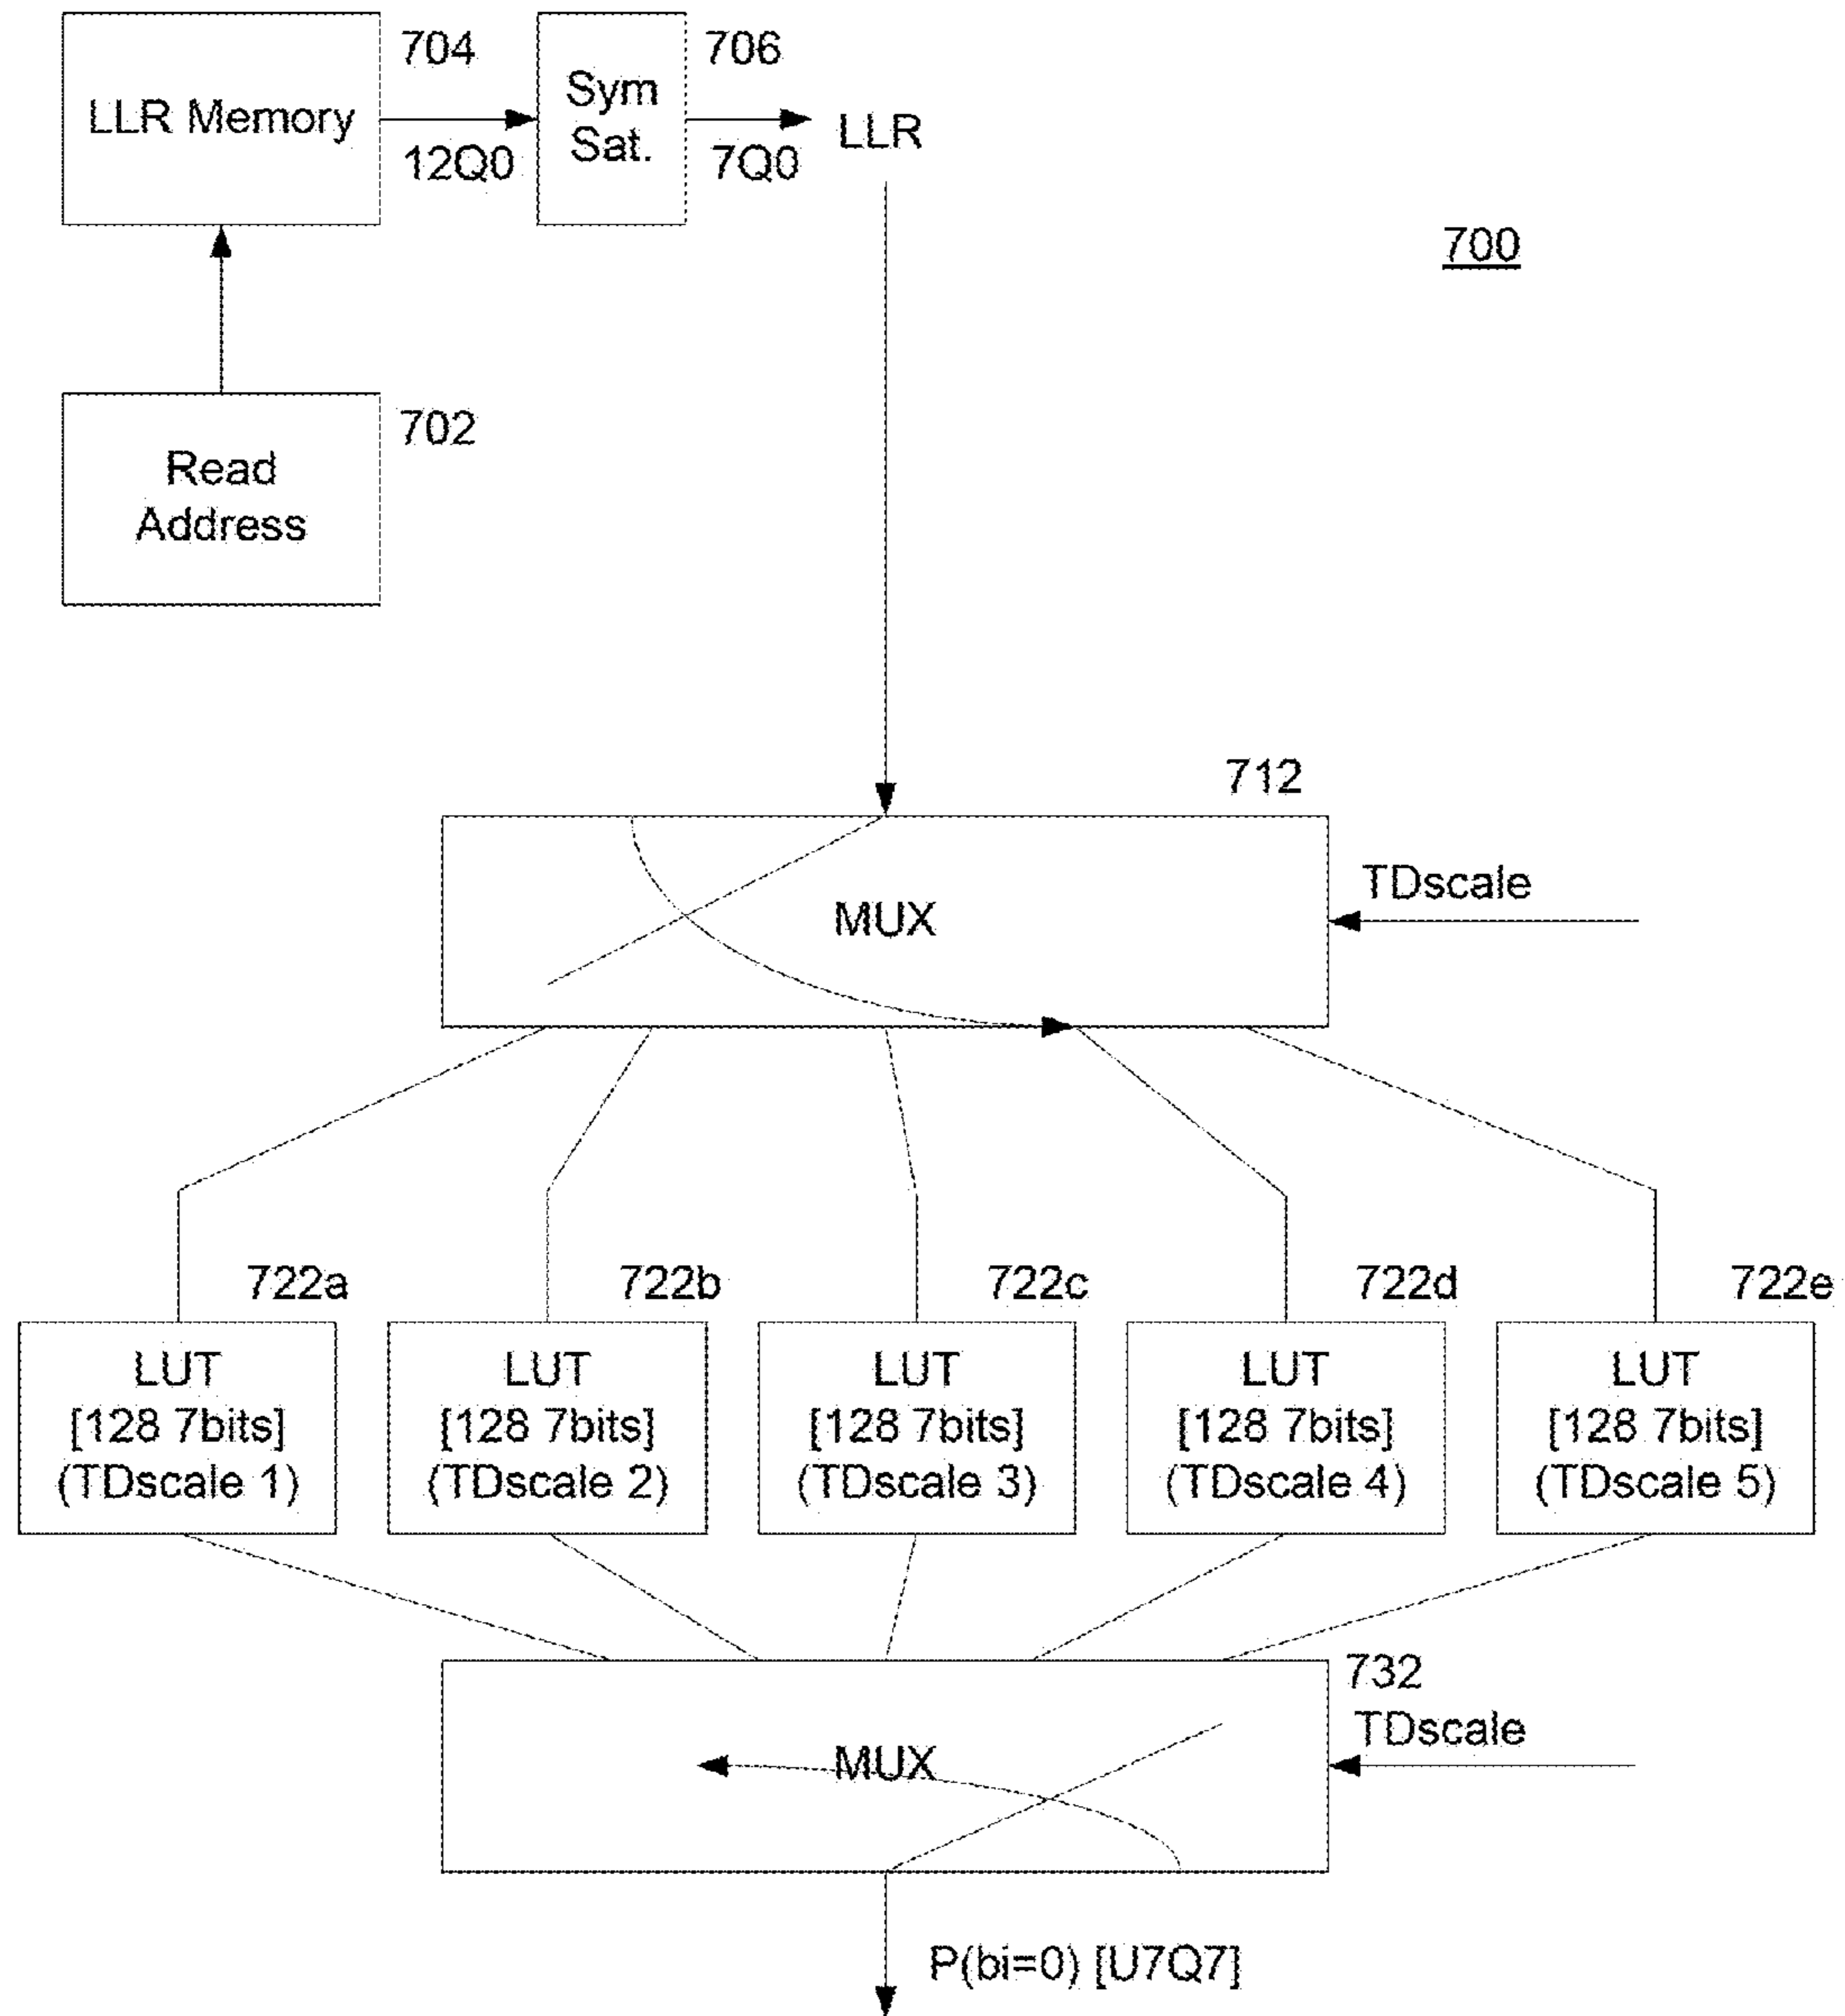 704
706
LLR Memory
Sym
Sat.
LLR
12Q0
7Q0
700
702
Read
Address
712
MUX
TDscale
722a
722b
722c
722d
722e
LUT
[128 7bits]
(TDscale 1)
LUT
[128 7bits]
(TDscale 2)
LUT
[128 7bits]
(TDscale 3)
LUT
[128 7bits]
(TDscale 4)
LUT
[128 7bits]
(TDscale 5)
732
TDscale
MUX
P(bi=0) [U7Q7]